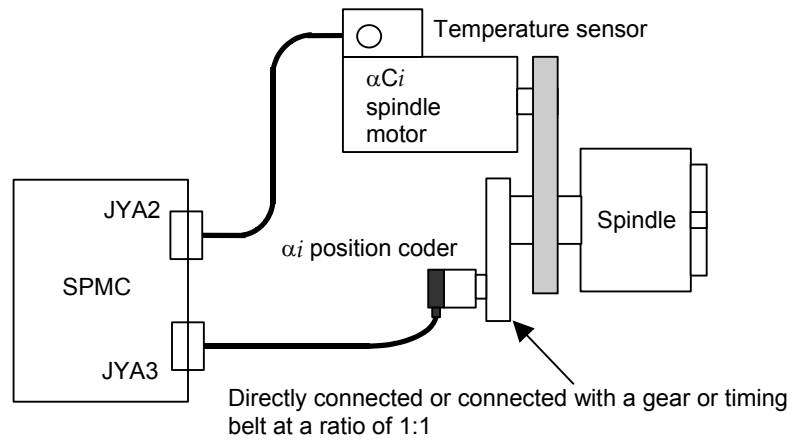 Temperature sensor
αCi
spindle
motor
JYA2
Spindle
αi position coder
SPMC
JYA3
Directly connected or connected with a gear or timing
belt at a ratio of 1:1